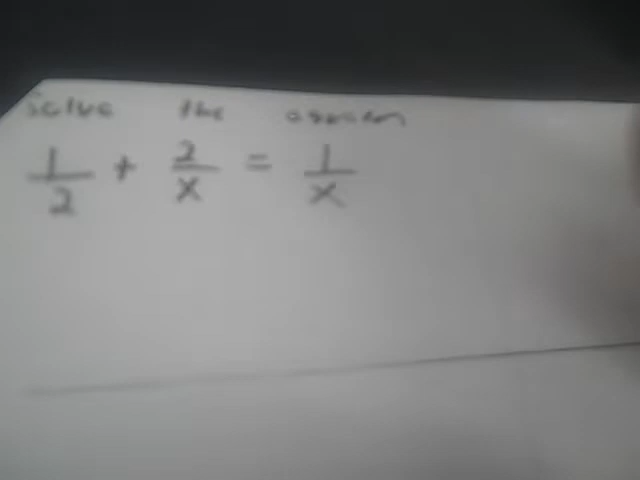 solve the
1/2 + 2/x = 1/x